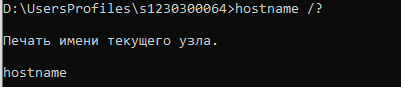 D:\UsersProfiles\s1230300064>hostname /?
Печать имени текущего узла.
hostname